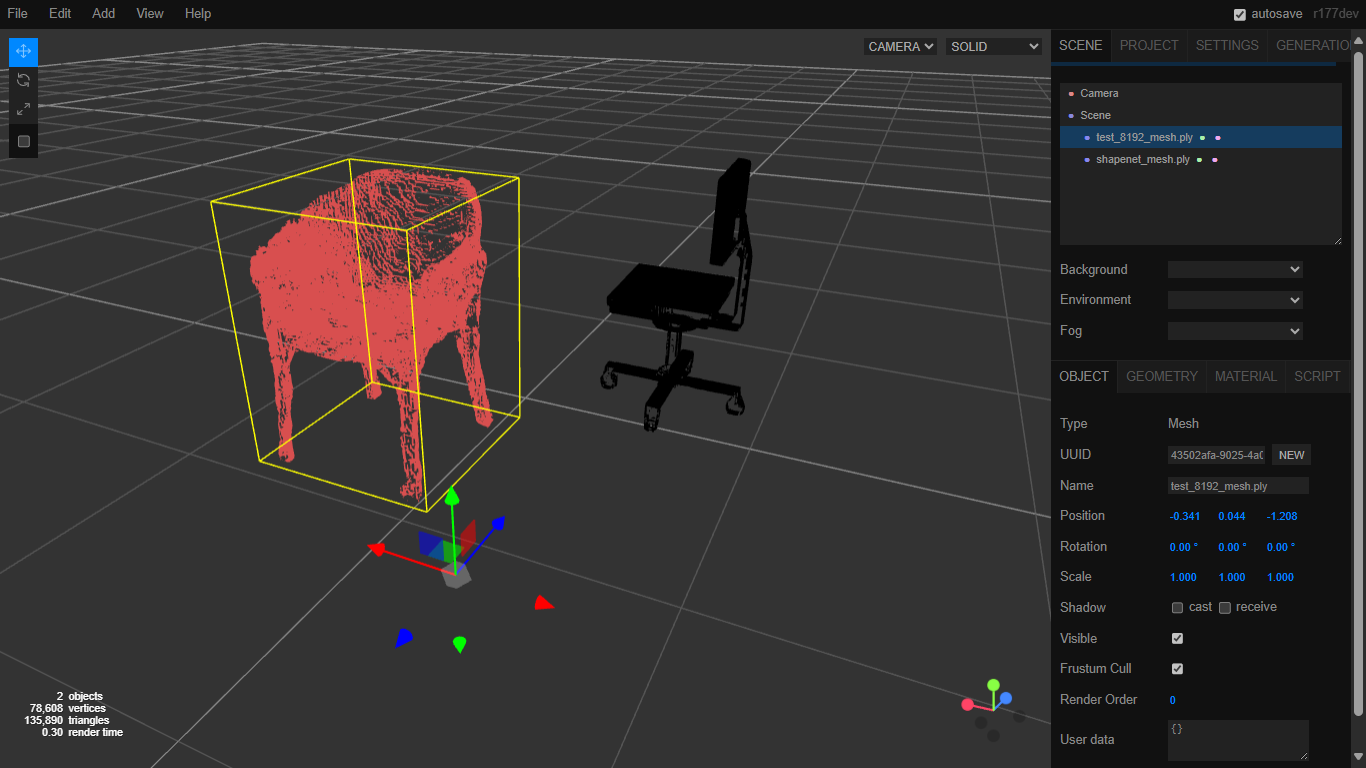 File Edit Add View Help autosave r177dev
CAMERA SOLID
SCENE PROJECT SETTINGS
Camera
Scene
test_8192_mesh.ply
shapenet_mesh.ply
Background
Environment
Fog
OBJECT GEOMETRY MATERIAL SCRIPT
Type Mesh
UUID 43502afa-9025-4a0 NEW
Name test_8192_mesh.ply
Position -0.341 0.044 -1.208
Rotation 0.00 ° 0.00 ° 0.00 °
Scale 1.000 1.000 1.000
Shadow cast receive
Visible
Frustum Cull
Render Order 0
User data {}
2 objects
78,608 vertices
135,890 triangles
0.30 render time